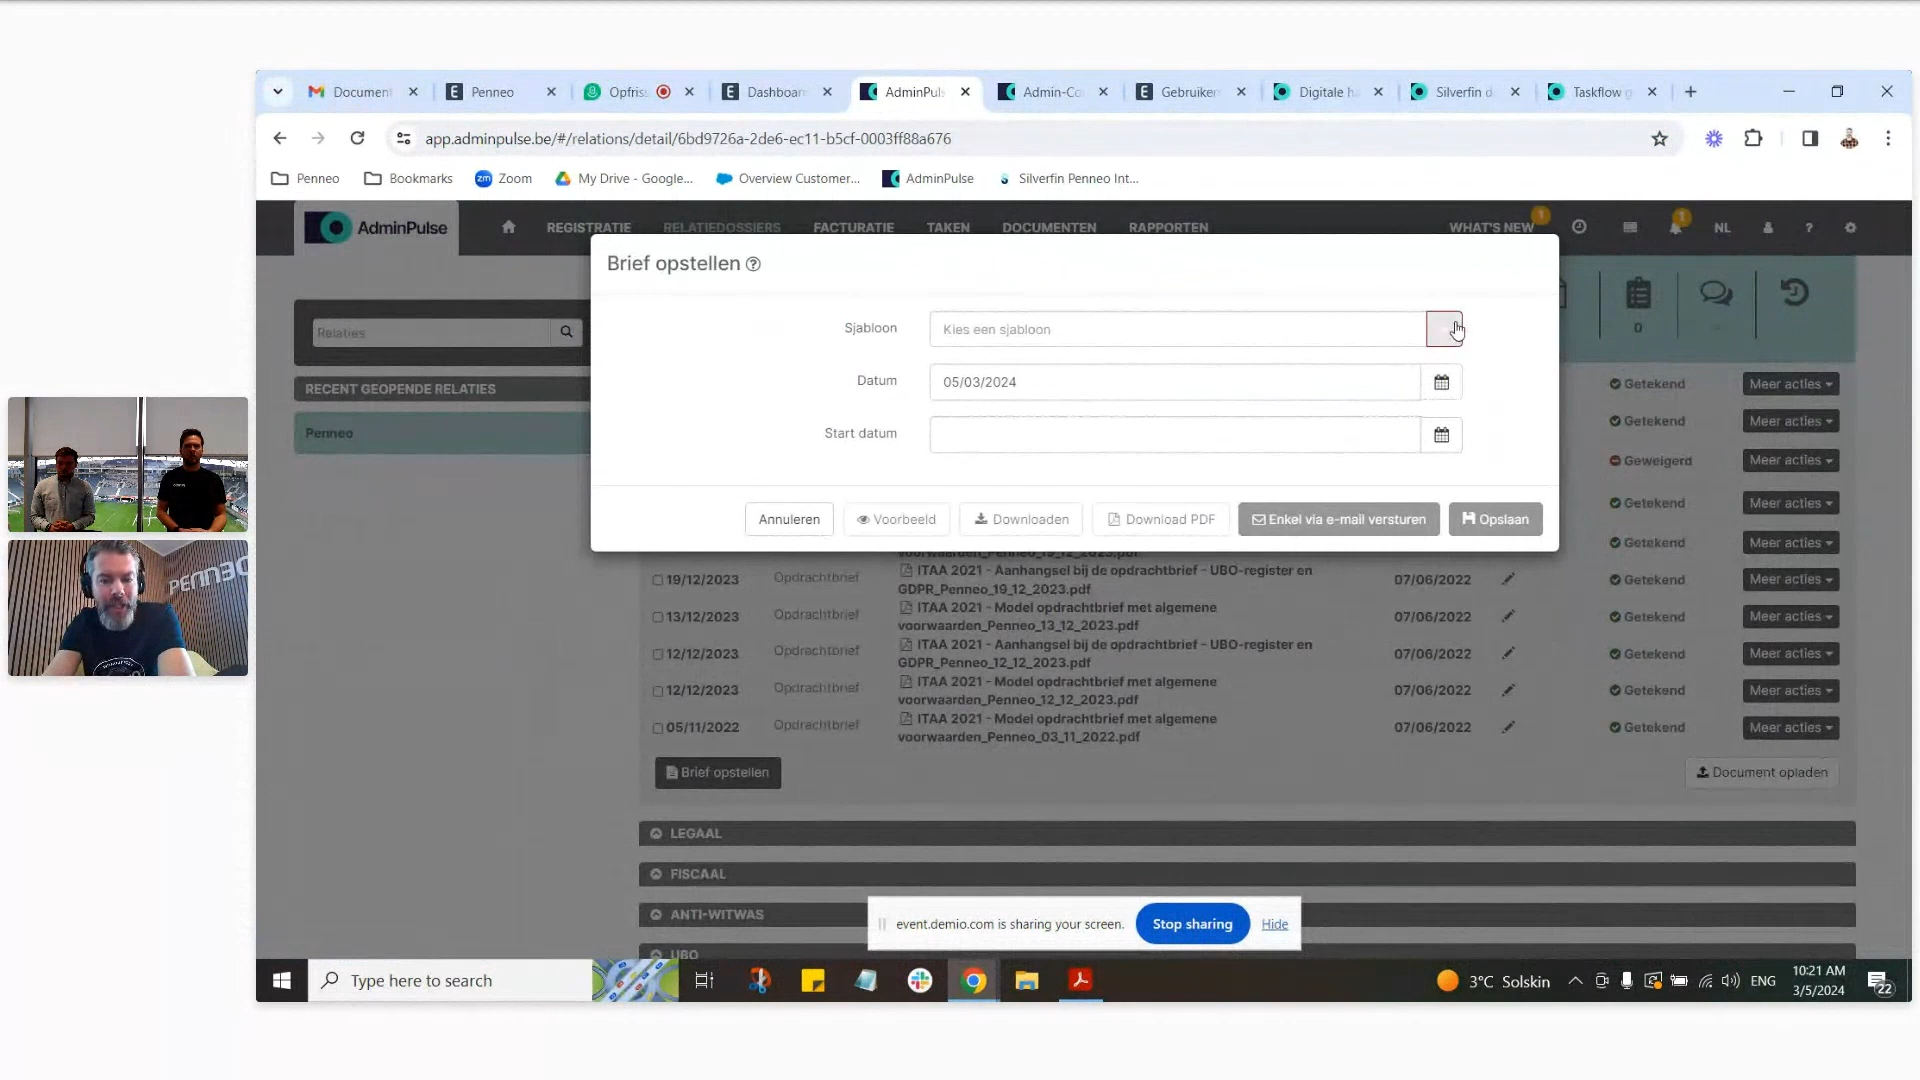 Document
Penneo
Opfris
Dashboar
AdminPuls
Admin-Co
Gebruiker
Digitale h
Silverfin d
Taskflow g
app.adminpulse.be/#/relations/detail/6bd9726a-2de6-ec11-b5cf-0003ff88a676
Penneo
Bookmarks
Zoom
My Drive - Google...
Overview Customer...
AdminPulse
Silverfin Penneo Int...
AdminPulse
REGISTRATIE
RELATIEDOSSIERS
FACTURATIE
TAKEN
DOCUMENTEN
RAPPORTEN
WHAT'S NEW
1
1
NL
?
Brief opstellen ?
Relaties
RECENT GEOPENDE RELATIES
Penneo
0
Sjabloon
Kies een sjabloon
Datum
05/03/2024
Start datum
Annuleren
Voorbeeld
Downloaden
Download PDF
Enkel via e-mail versturen
Opslaan
Getekend Meer acties
Getekend Meer acties
Geweigerd Meer acties
Getekend Meer acties
Getekend Meer acties
voorwaarden_Penneo_19_12_2023.pdf
19/12/2023 Opdrachtbrief ITAA 2021 - Aanhangsel bij de opdrachtbrief - UBO-register en 07/06/2022 Getekend Meer acties
GDPR_Penneo_19_12_2023.pdf
13/12/2023 Opdrachtbrief ITAA 2021 - Model opdrachtbrief met algemene 07/06/2022 Getekend Meer acties
voorwaarden_Penneo_13_12_2023.pdf
12/12/2023 Opdrachtbrief ITAA 2021 - Aanhangsel bij de opdrachtbrief - UBO-register en 07/06/2022 Getekend Meer acties
GDPR_Penneo_12_12_2023.pdf
12/12/2023 Opdrachtbrief ITAA 2021 - Model opdrachtbrief met algemene 07/06/2022 Getekend Meer acties
voorwaarden_Penneo_12_12_2023.pdf
05/11/2022 Opdrachtbrief ITAA 2021 - Model opdrachtbrief met algemene 07/06/2022 Getekend Meer acties
voorwaarden_Penneo_03_11_2022.pdf
Brief opstellen
Document opladen
LEGAAL
FISCAAL
ANTI-WITWAS
UBO
event.demio.com is sharing your screen.
Stop sharing
Hide
Type here to search
3°C Solskin
ENG
10:21 AM
3/5/2024
22